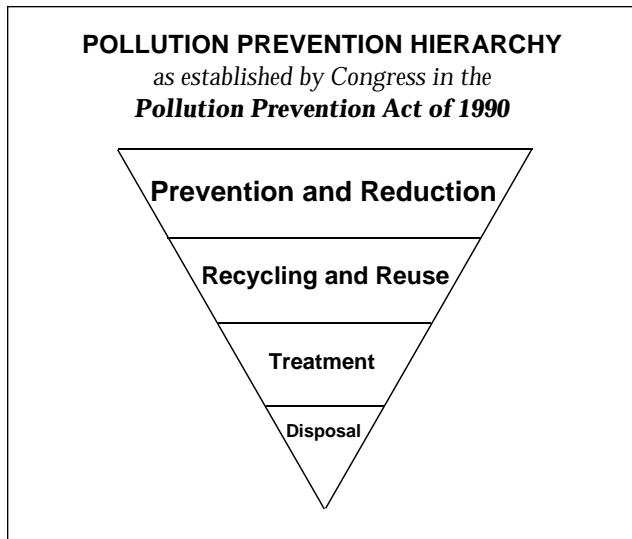 POLLUTION PREVENTION HIERARCHY
as established by Congress in the
Pollution Prevention Act of 1990
Prevention and Reduction
Recycling and Reuse
Treatment
Disposal